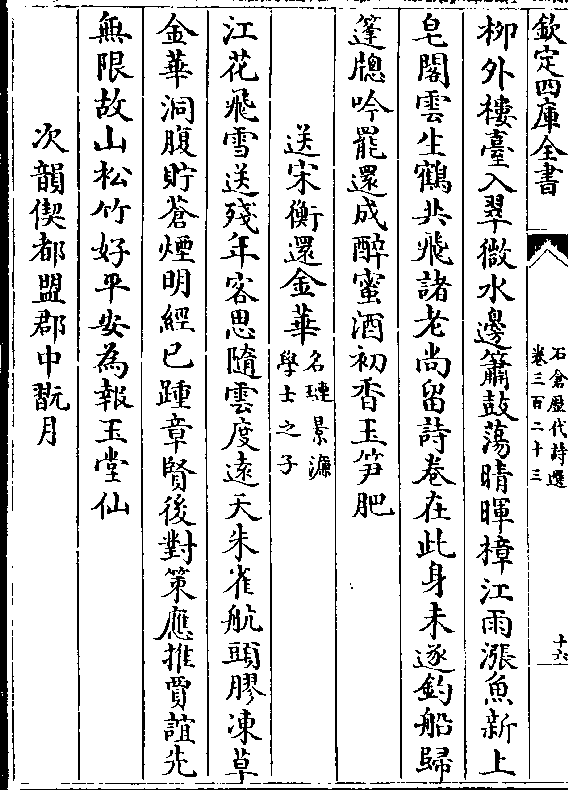 欽定四庫全書
石倉歷代詩選
卷三百二十三
十六
柳外樓臺入翠微水邊簫鼓蕩晴暉樟江雨漲魚新上
皂閣雲生鶴共飛諸老尚留詩卷在此身未逐釣船歸
篷牕吟罷還成醉蜜酒初香玉笋肥
送宋衡還金華
名璉景濂
學士之子
江花飛雪送殘年客思隨雲度遠天朱雀航頭膠凍草
金華洞腹貯蒼煙明經已踵韋賢後對策應推賈誼先
無限故山松竹好平安為報玉堂仙
次韻偰都盟郡中翫月